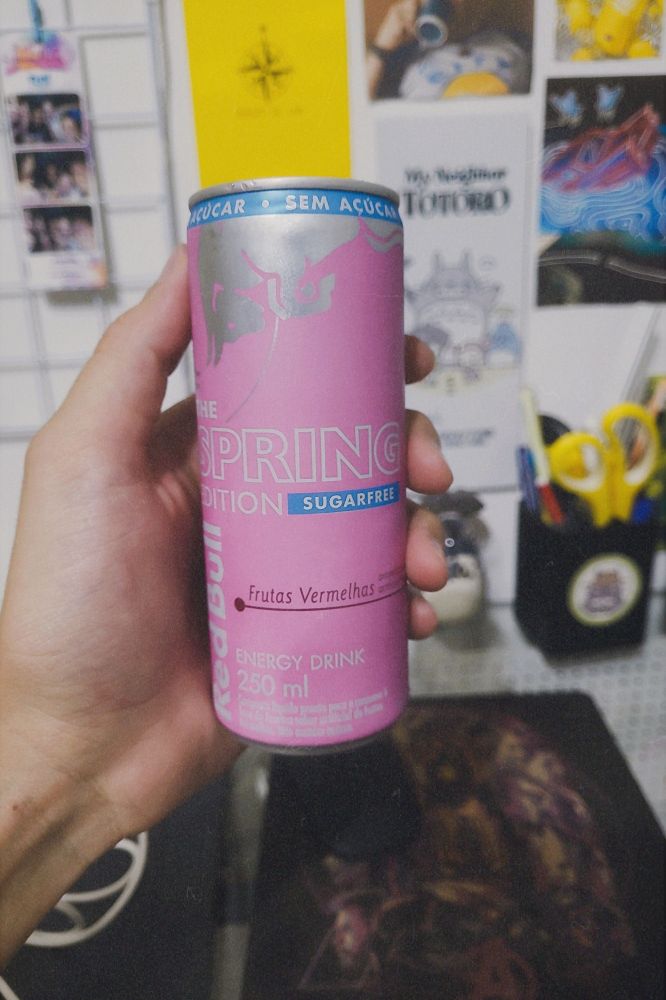 AÇÚCAR • SEM AÇÚCAR
THE
SPRING
EDITION SUGARFREE
Red Bull
Frutas Vermelhas
ENERGY DRINK
250 ml
My Neighbor
TOTORO